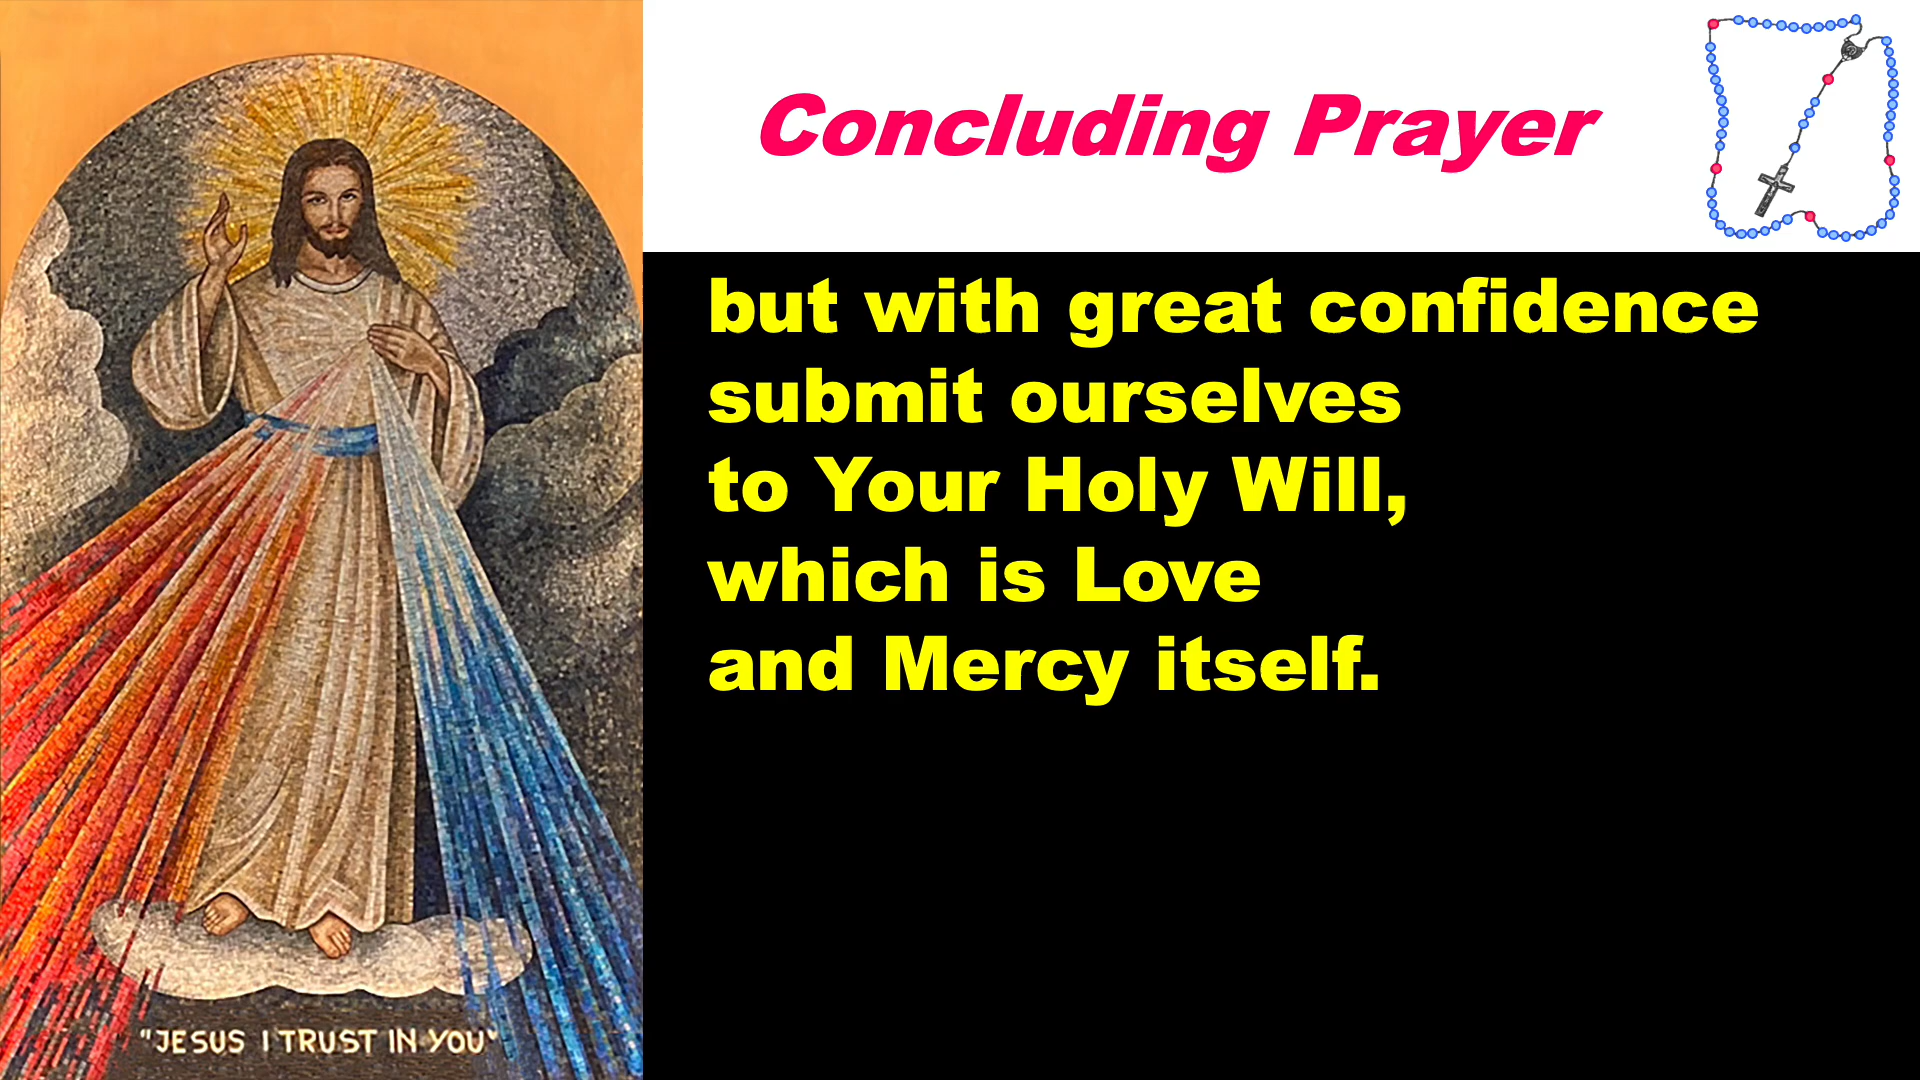 Concluding Prayer
but with great confidence
submit ourselves
to Your Holy Will,
which is Love
and Mercy itself.
"JESUS I TRUST IN YOU"